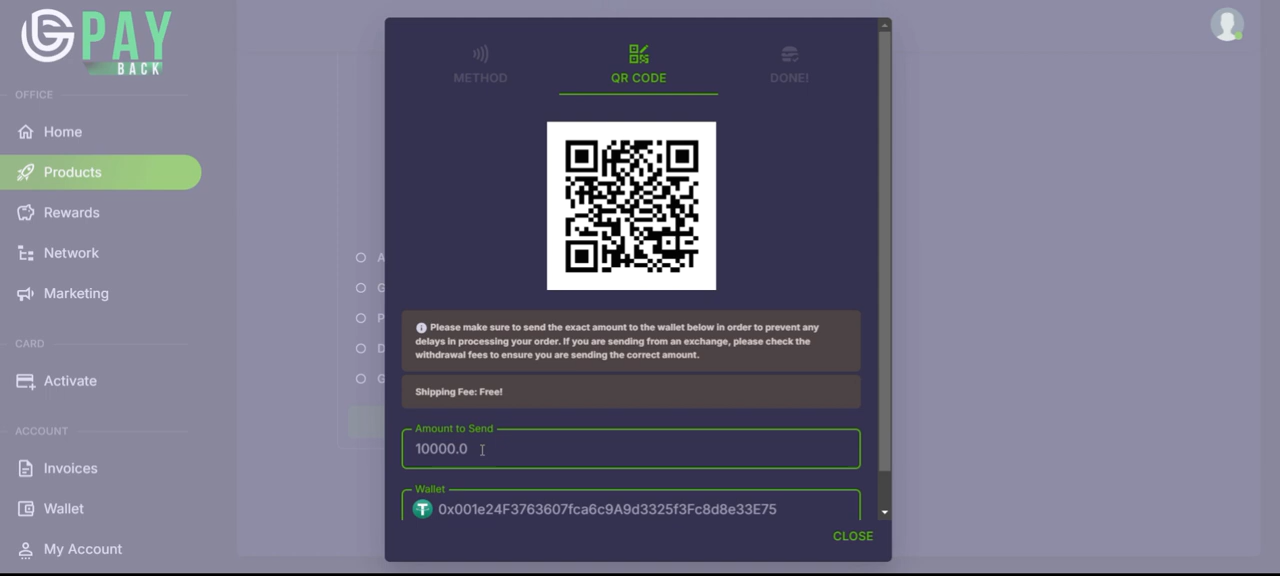 PAY
BACK
OFFICE
Home
Products
Rewards
Network
Marketing
CARD
Activate
ACCOUNT
Invoices
Wallet
My Account
METHOD
QR CODE
DONE!
A
G
P
D
G
Please make sure to send the exact amount to the wallet below in order to prevent any
delays in processing your order. If you are sending from an exchange, please check the
withdrawal fees to ensure you are sending the correct amount.
Shipping Fee: Free!
Amount to Send
10000.0
Wallet
0x001e24F3763607fca6c9A9d3325f3Fc8d8e33E75
CLOSE